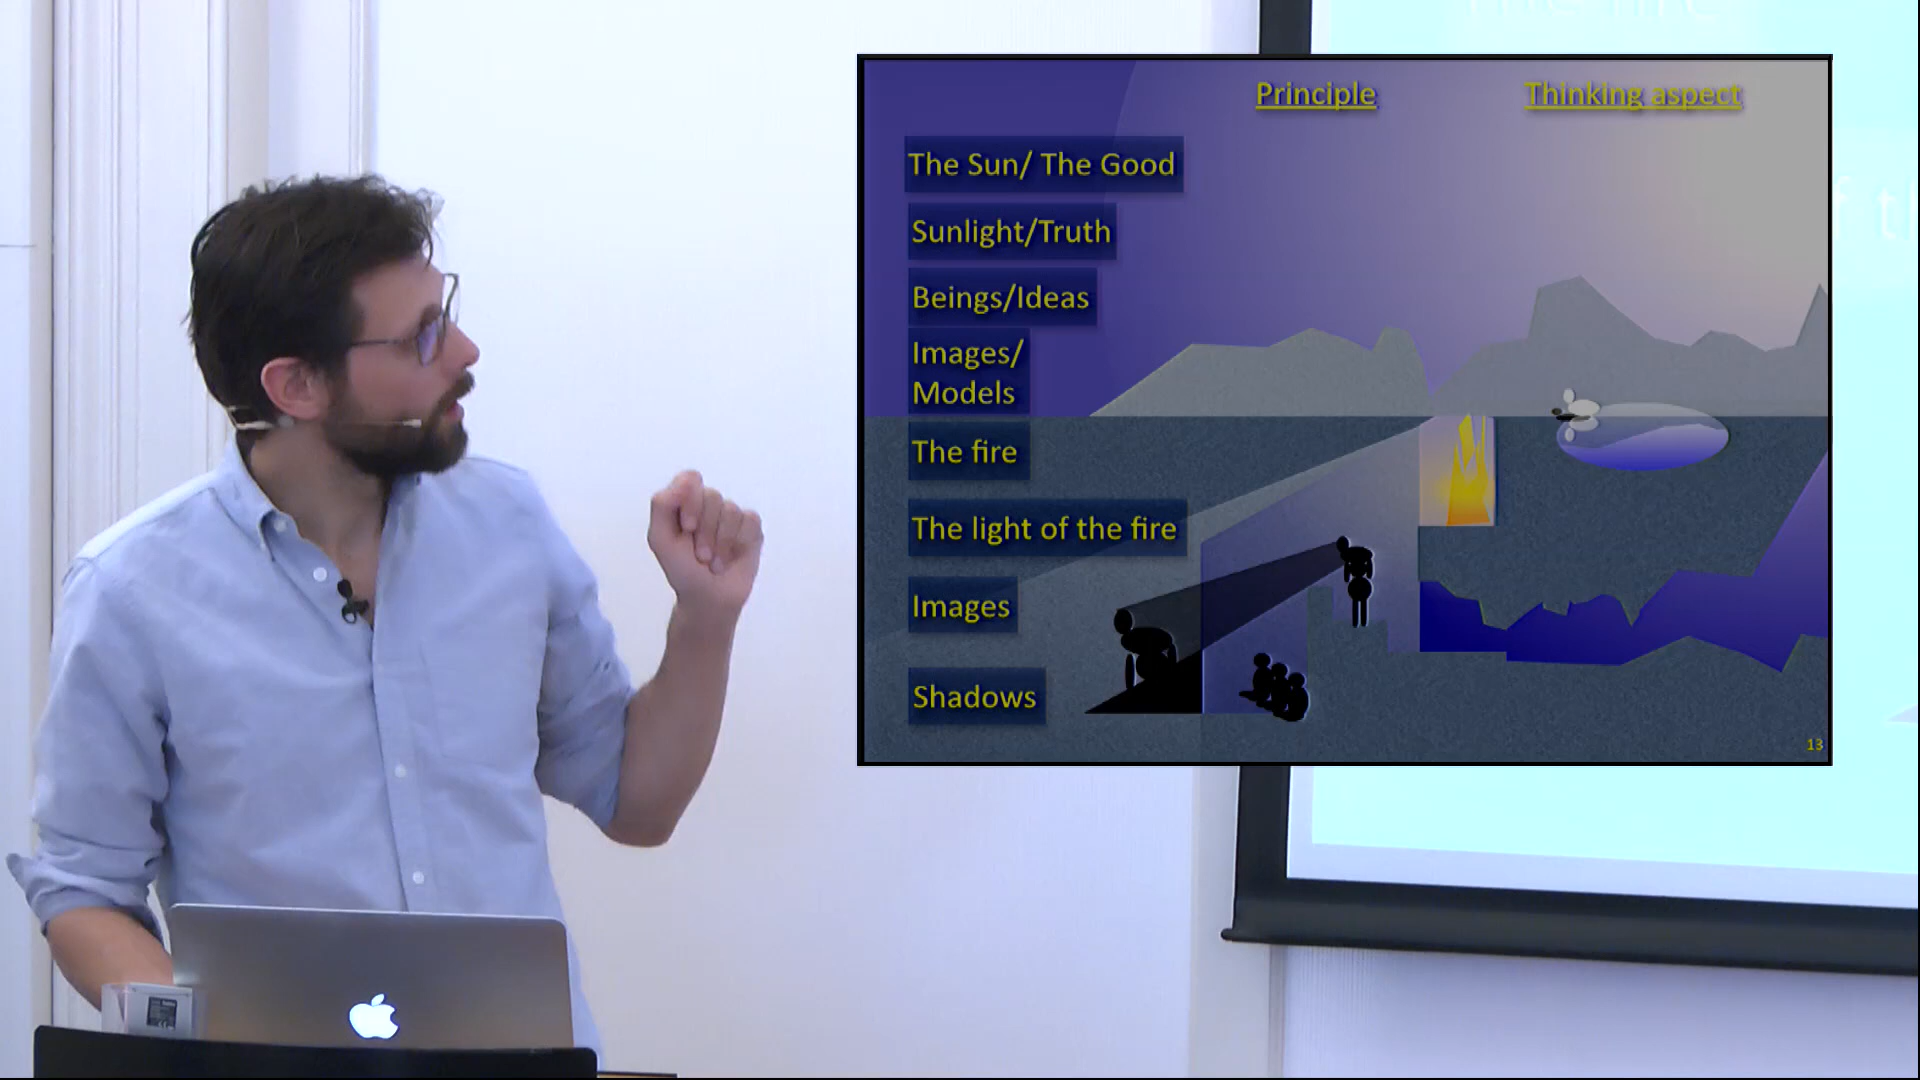 Principle
Thinking aspect
The Sun/ The Good
Sunlight/Truth
Beings/Ideas
Images/
Models
The fire
The light of the fire
Images
Shadows
13